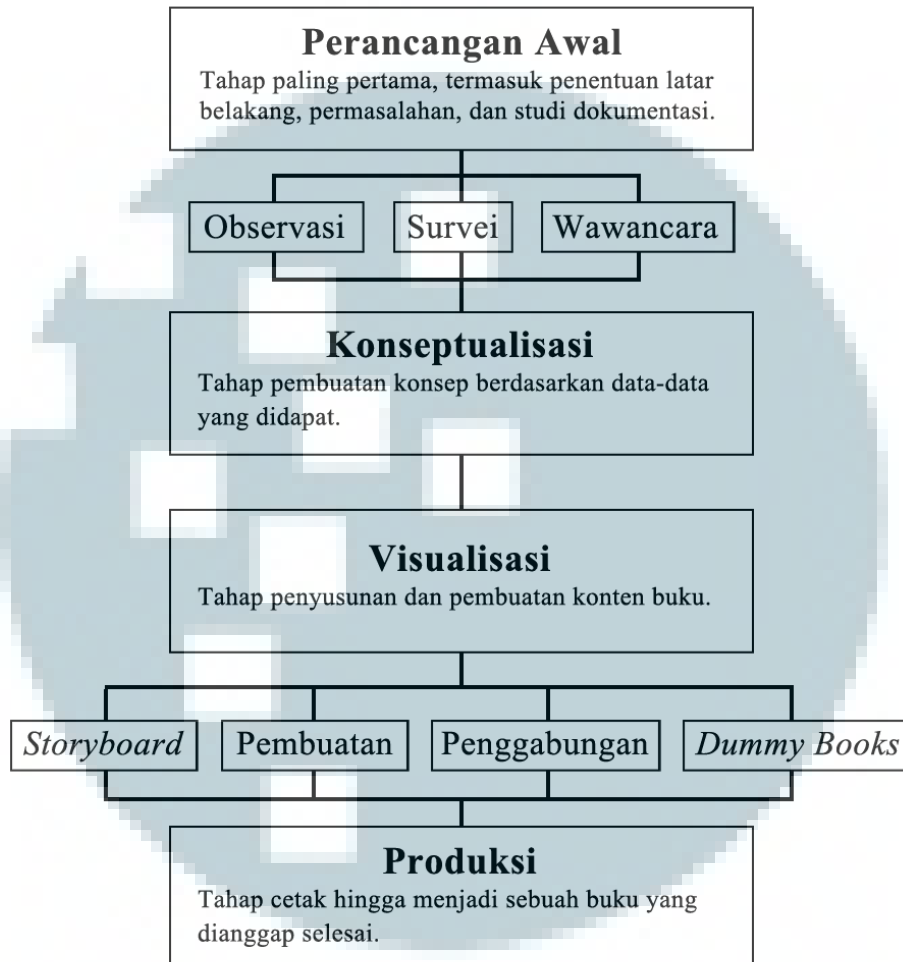 Perancangan Awal
Tahap paling pertama, termasuk penentuan latar
belakang, permasalahan, dan studi dokumentasi.
Observasi
Survei
Wawancara
Konseptualisasi
Tahap pembuatan konsep berdasarkan data-data
yang didapat.
Visualisasi
Tahap penyusunan dan pembuatan konten buku.
Storyboard
Pembuatan
Penggabungan
Dummy Books
Produksi
Tahap cetak hingga menjadi sebuah buku yang
dianggap selesai.